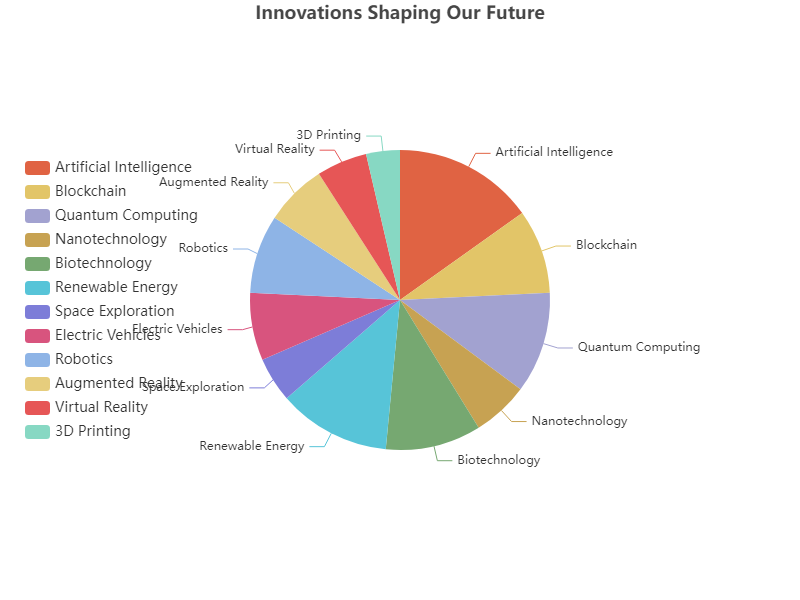 Innovations Shaping Our Future
Artificial Intelligence
Blockchain
Quantum Computing
Nanotechnology
Biotechnology
Renewable Energy
Space Exploration
Electric Vehicles
Robotics
Augmented Reality
Virtual Reality
3D Printing
Artificial Intelligence
Blockchain
Quantum Computing
Nanotechnology
Biotechnology
Renewable Energy
Space Exploration
Electric Vehicles
Robotics
Augmented Reality
Virtual Reality
3D Printing